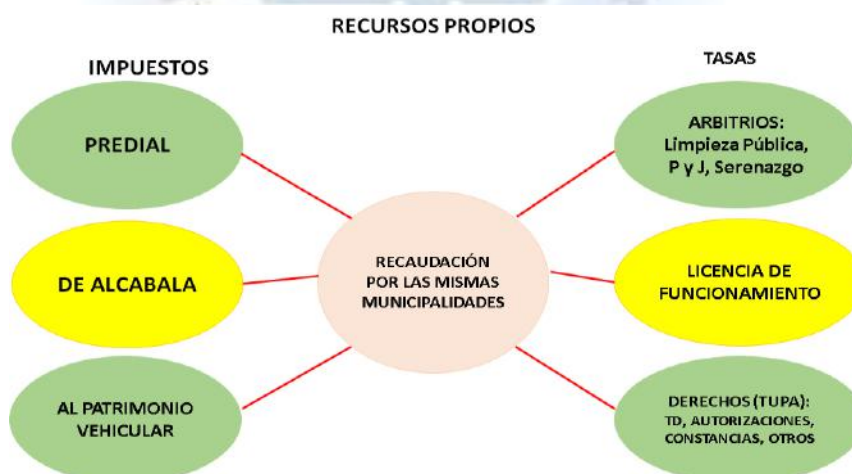 RECURSOS PROPIOS
IMPUESTOS
PREDIAL
DE ALCABALA
AL PATRIMONIO
VEHICULAR
RECAUDACIÓN
POR LAS MISMAS
MUNICIPALIDADES
TASAS
ARBITRIOS:
Limpieza Pública,
P y J, Serenazgo
LICENCIA DE
FUNCIONAMIENTO
DERECHOS (TUPA):
TD, AUTORIZACIONES,
CONSTANCIAS, OTROS